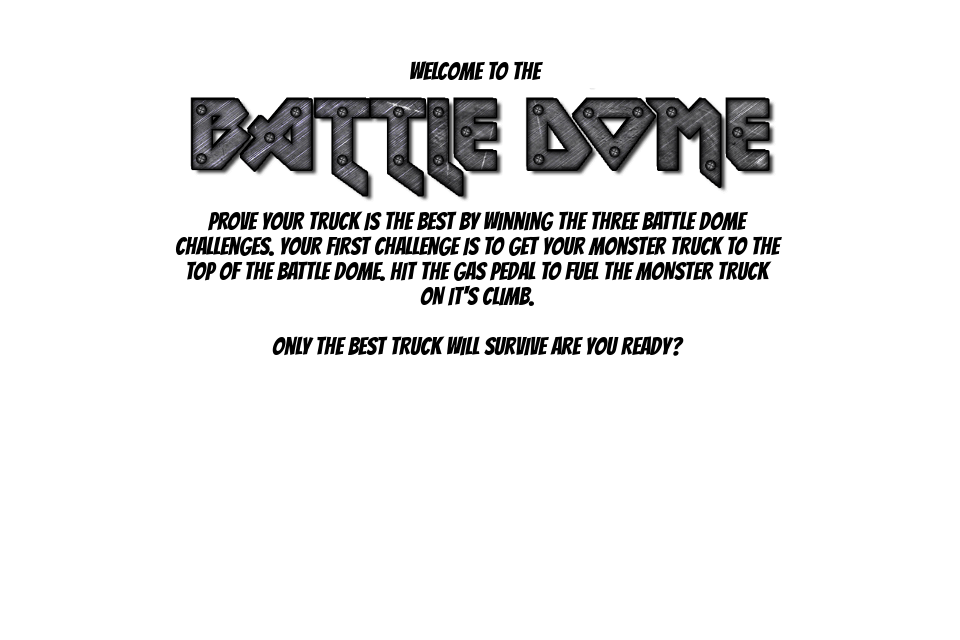 WELCOME TO THE
BATTLE DOME
PROVE YOUR TRUCK IS THE BEST BY WINNING THE THREE BATTLE DOME
CHALLENGES. YOUR FIRST CHALLENGE IS TO GET YOUR MONSTER TRUCK TO THE
TOP OF THE BATTLE DOME. HIT THE GAS PEDAL TO FUEL THE MONSTER TRUCK
ON IT'S CLIMB.
ONLY THE BEST TRUCK WILL SURVIVE ARE YOU READY?